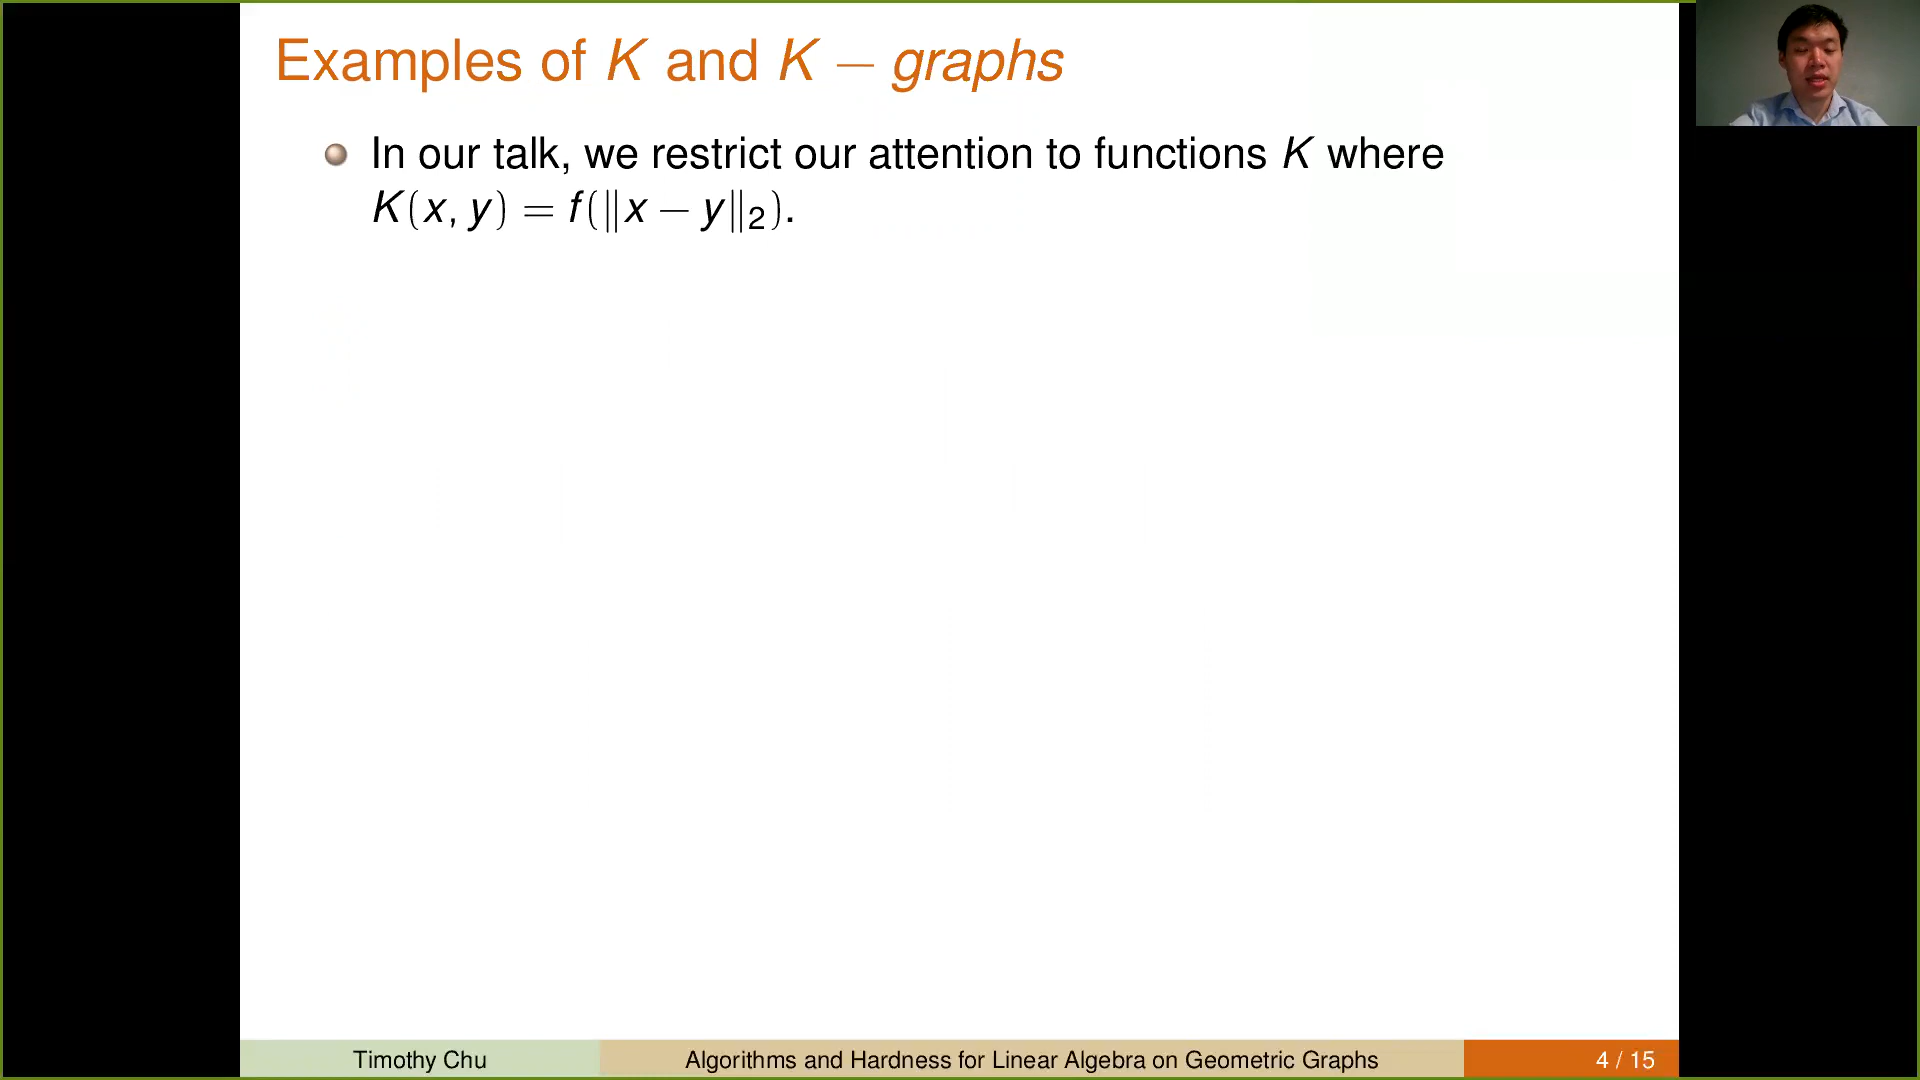 Examples of K and K − graphs
In our talk, we restrict our attention to functions K where
K(x, y) = f(‖x − y‖₂).
Timothy Chu
Algorithms and Hardness for Linear Algebra on Geometric Graphs
4 / 15